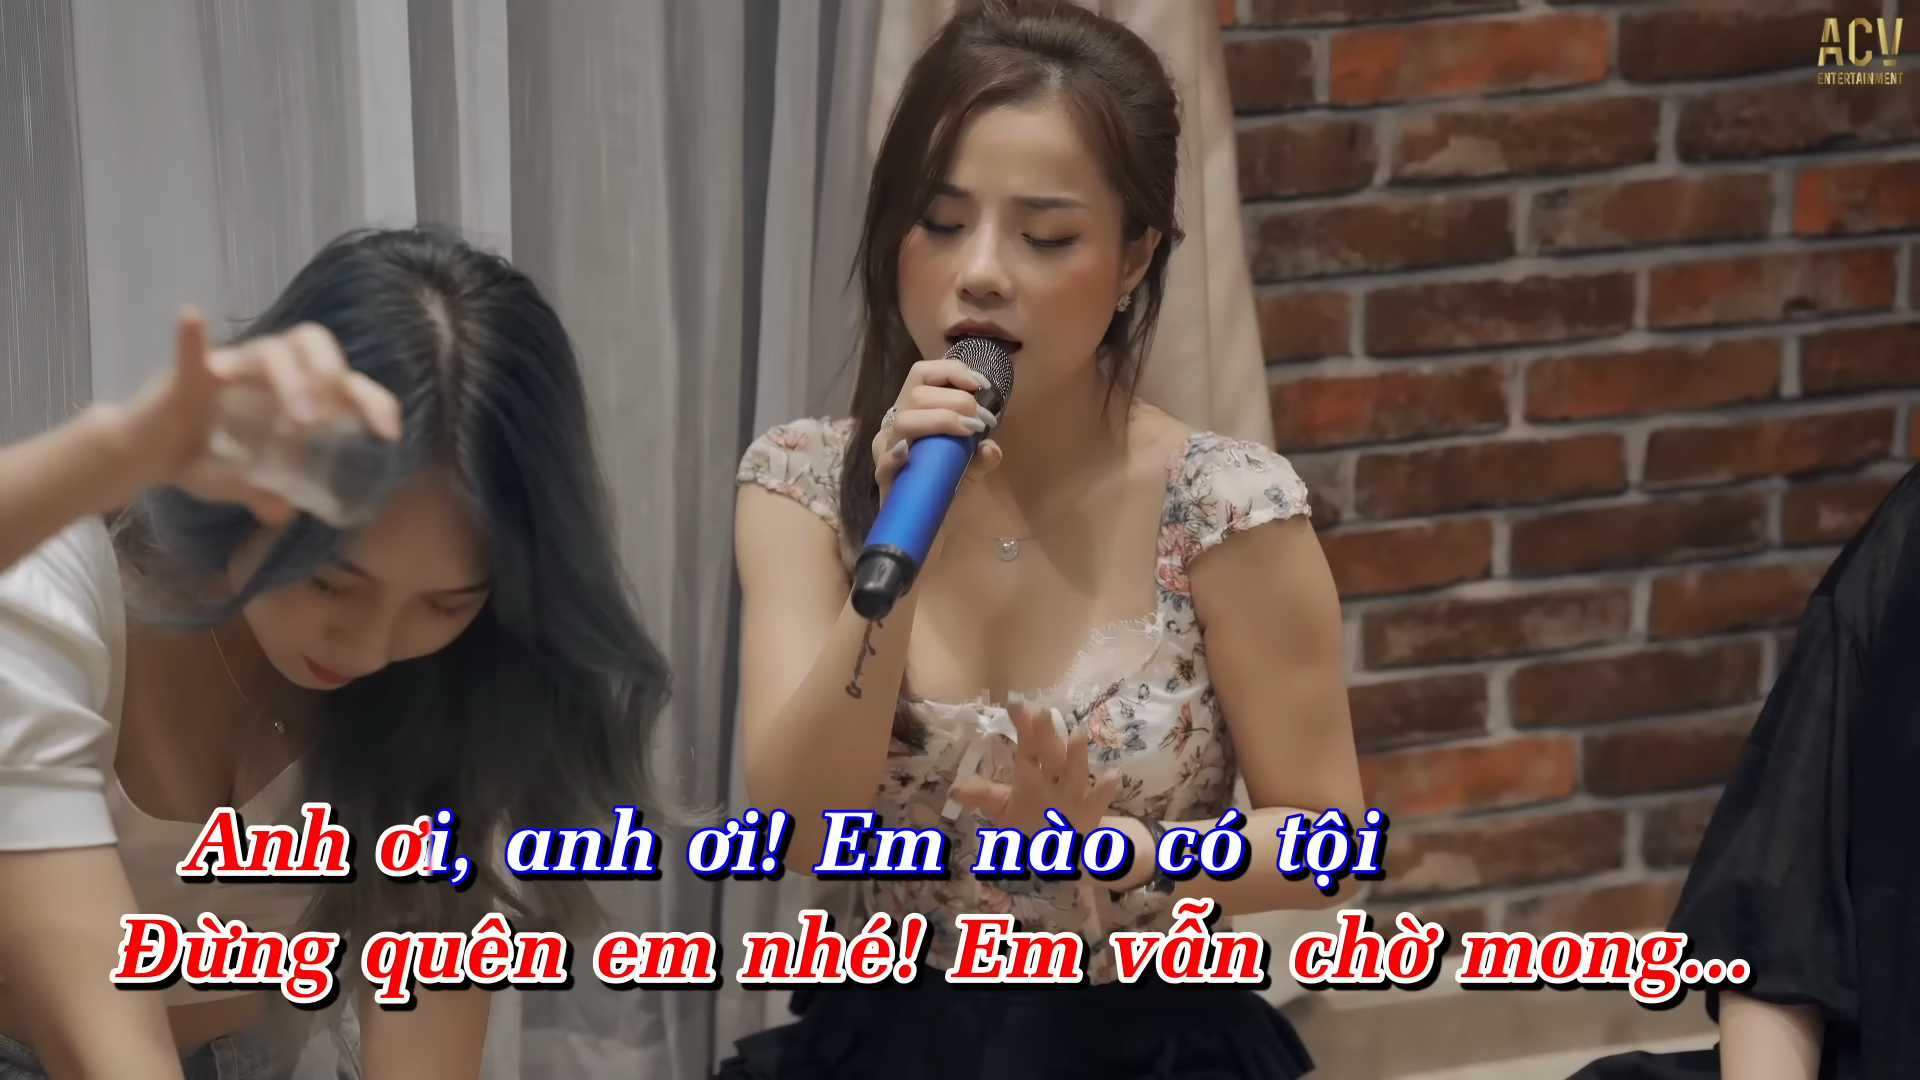 ACV
ENTERTAINMENT
Anh ơi, anh ơi! Em nào có tội
Đừng quên em nhé! Em vẫn chờ mong...